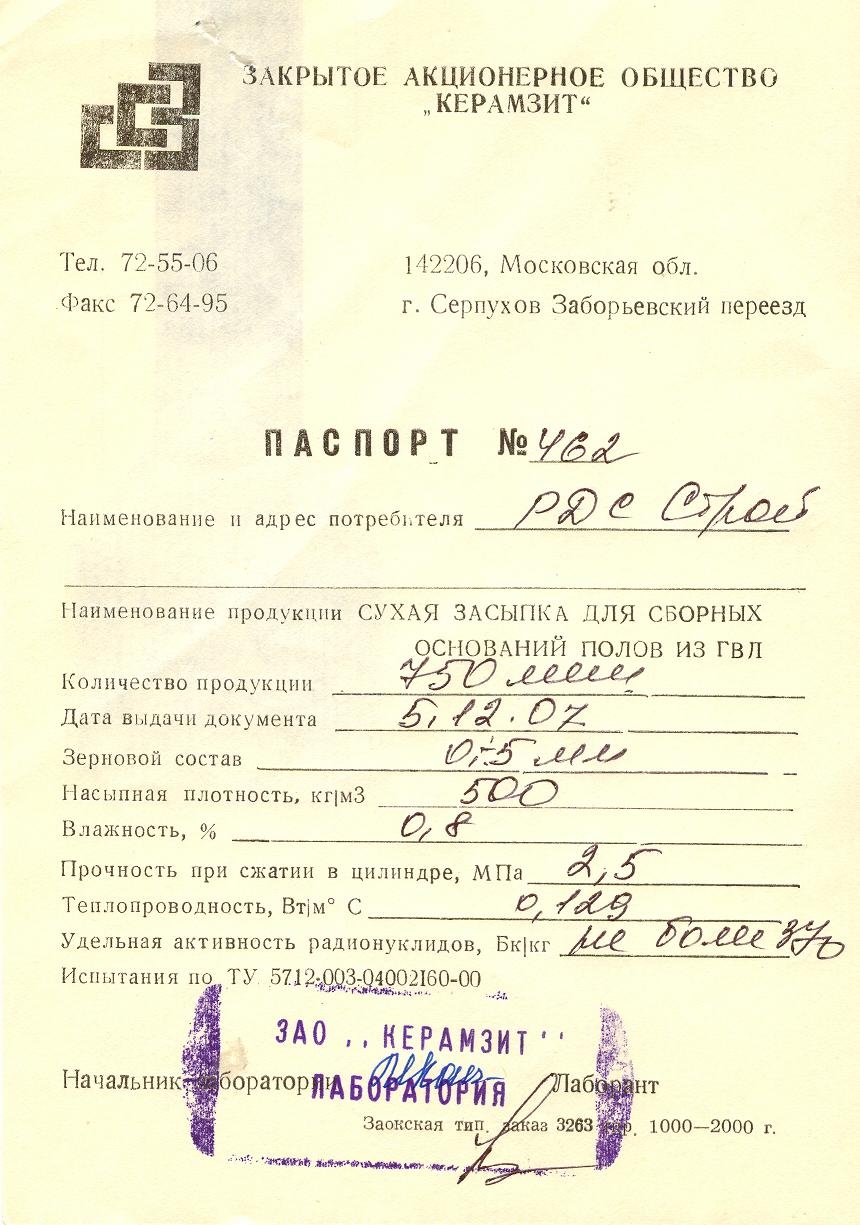 ЗАКРЫТОЕ АКЦИОНЕРНОЕ ОБЩЕСТВО
„КЕРАМЗИТ“
Тел. 72-55-06
Факс 72-64-95
142206, Московская обл.
г. Серпухов Заборьевский переезд
ПАСПОРТ № 462
Наименование и адрес потребителя РДС Строй
Наименование продукции СУХАЯ ЗАСЫПКА ДЛЯ СБОРНЫХ
ОСНОВАНИЙ ПОЛОВ ИЗ ГВЛ
Количество продукции 750
Дата выдачи документа 5.12.07
Зерновой состав 0-5 мм
Насыпная плотность, кг|м3 500
Влажность, % 0,8
Прочность при сжатии в цилиндре, МПа 2,5
Теплопроводность, Вт|м° С 0,129
Удельная активность радионуклидов, Бк|кг не более 370
Испытания по ТУ 5712-003-04002160-00
ЗАО ,,КЕРАМЗИТ''
ЛАБОРАТОРИЯ
Начальник лаборатории Лаборант
Заокская тип. заказ 3263 тир. 1000—2000 г.